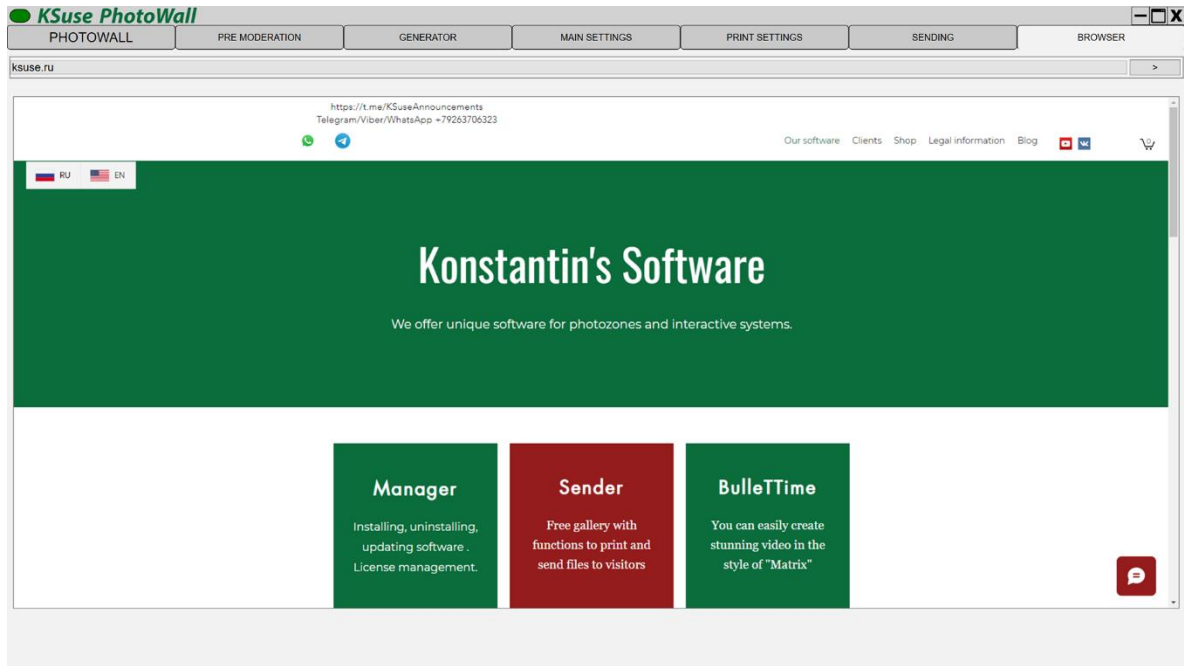 KSuse PhotoWall
PHOTOWALL PRE MODERATION GENERATOR MAIN SETTINGS PRINT SETTINGS SENDING BROWSER
ksuse.ru >
https://t.me/KSuseAnnouncements
Telegram/Viber/WhatsApp +79263706323
Our software Clients Shop Legal information Blog 0
RU EN
Konstantin's Software
We offer unique software for photozones and interactive systems.
Manager
Installing, uninstalling,
updating software .
License management.
Sender
Free gallery with
functions to print and
send files to visitors
BulleTTime
You can easily create
stunning video in the
style of "Matrix"